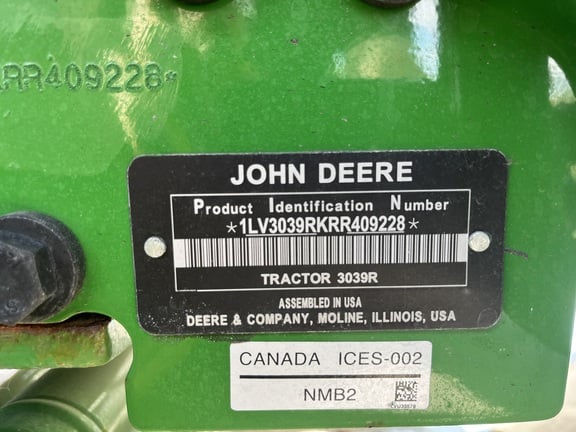 RR409228*
JOHN DEERE
Product Identification Number
*1LV3039RKRR409228*
TRACTOR 3039R
ASSEMBLED IN USA
DEERE & COMPANY, MOLINE, ILLINOIS, USA
CANADA ICES-002
NMB2